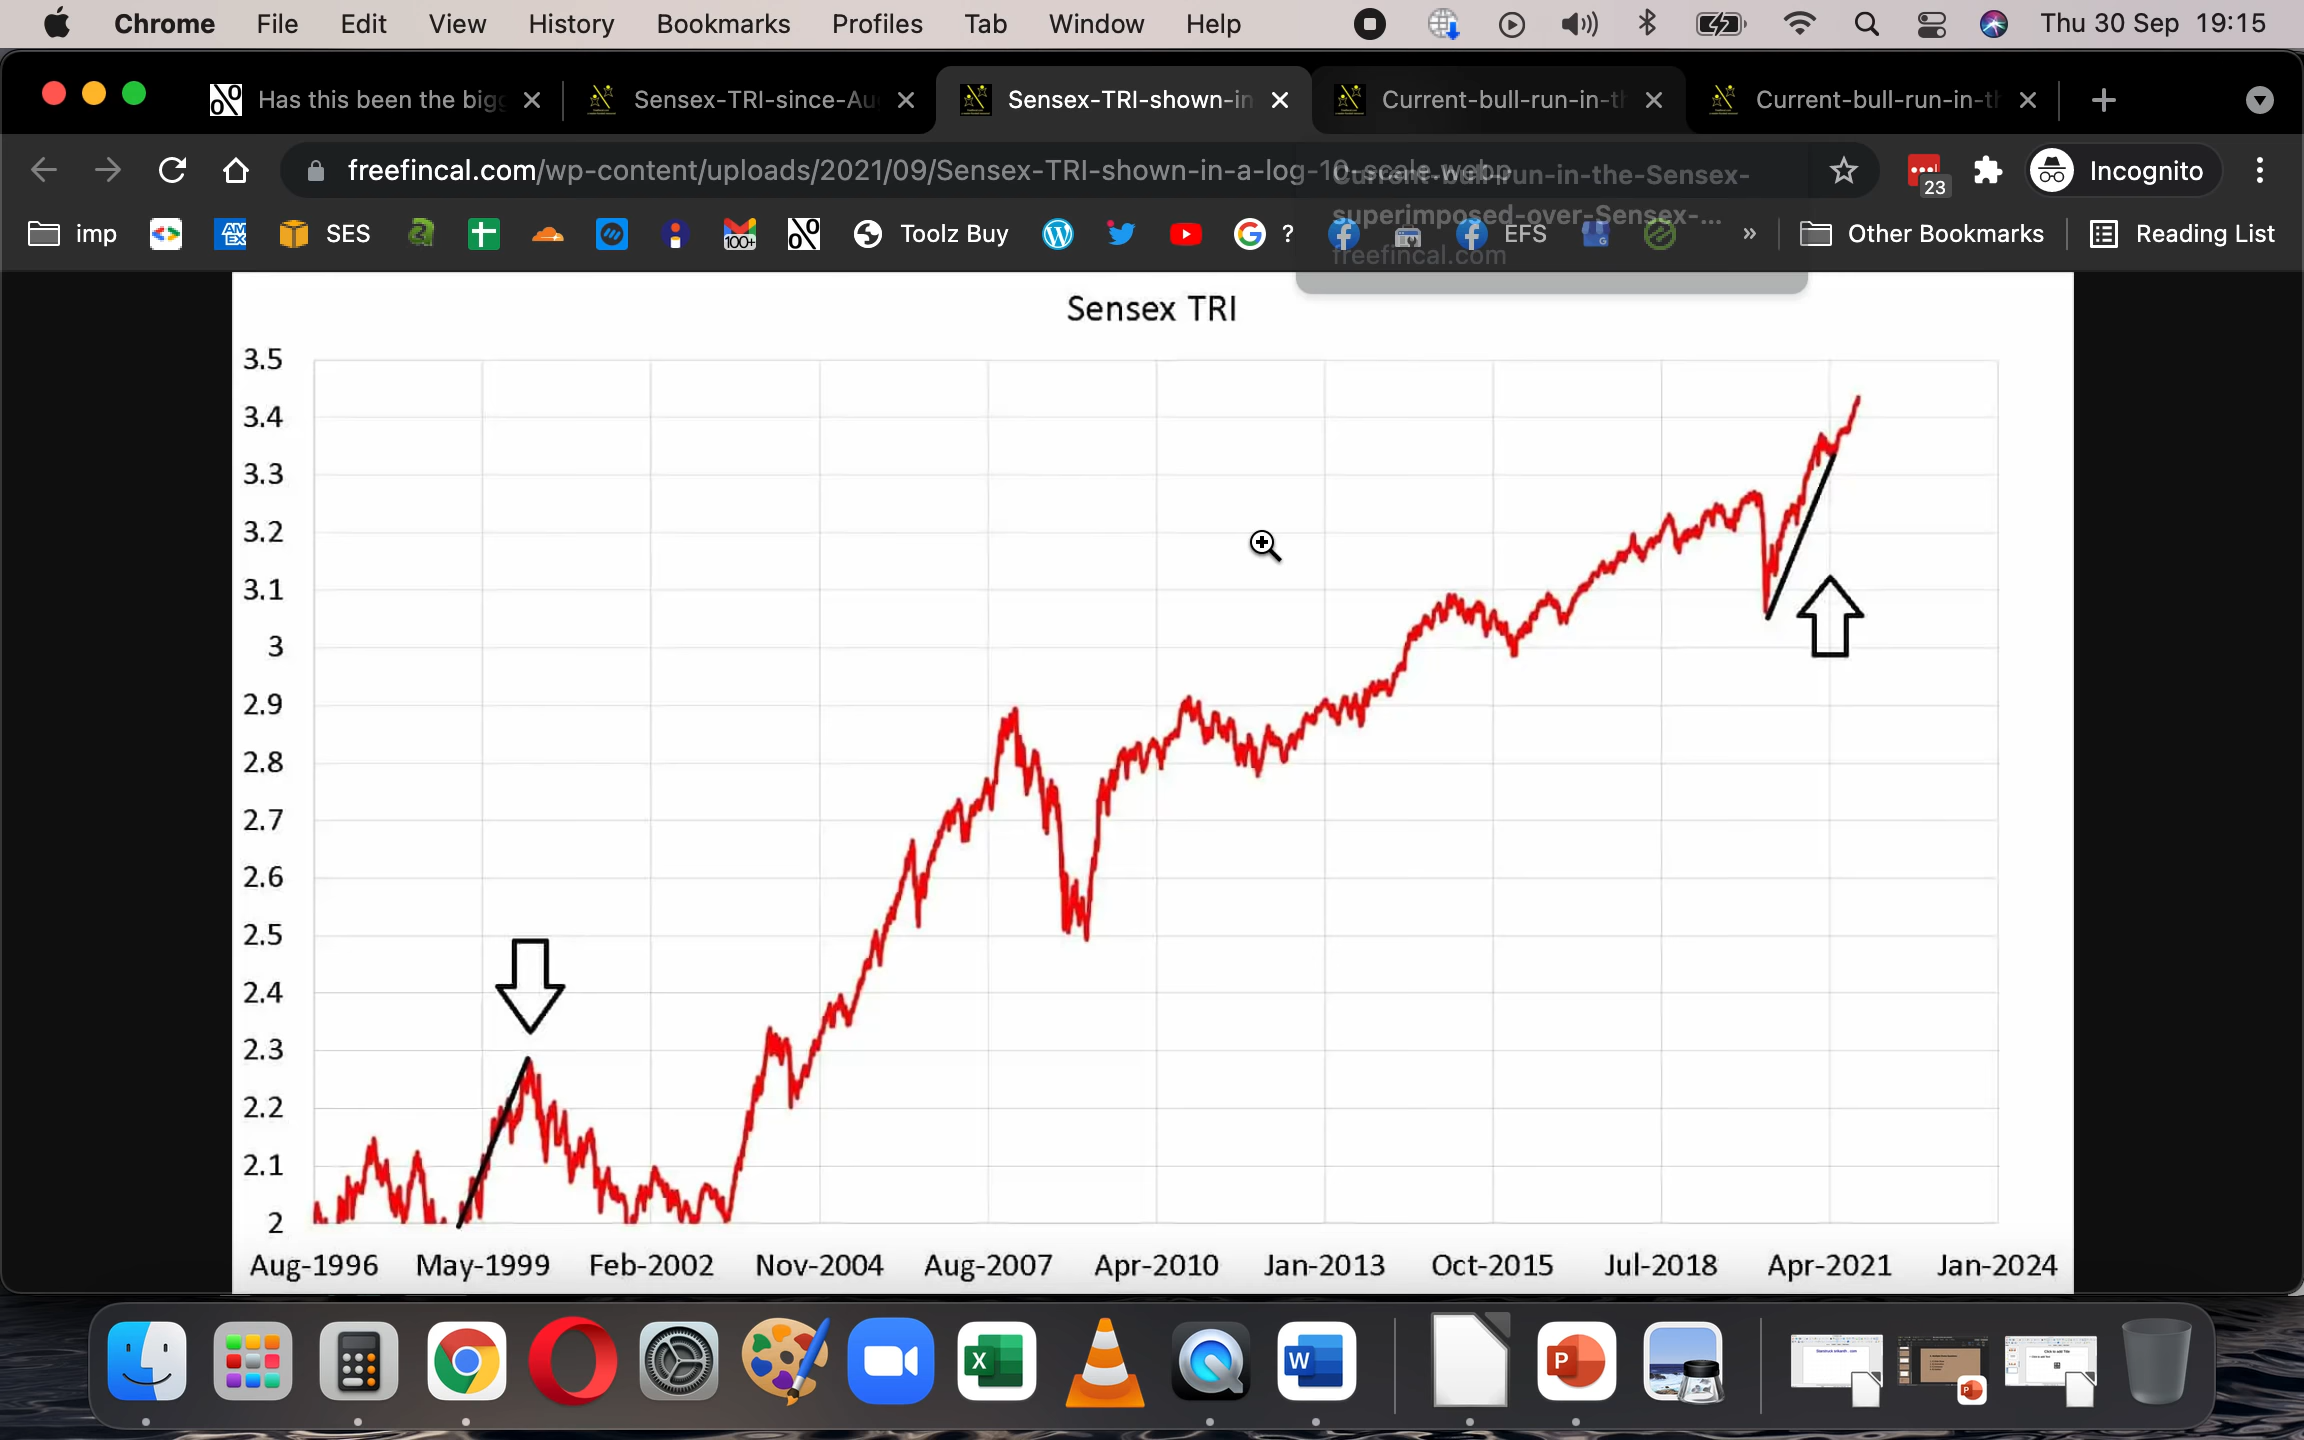 Chrome File Edit View History Bookmarks Profiles Tab Window Help Thu 30 Sep 19:15
Has this been the bigg Sensex-TRI-since-Au Sensex-TRI-shown-in Current-bull-run-in-th Current-bull-run-in-th
freefincal.com/wp-content/uploads/2021/09/Sensex-TRI-shown-in-a-log-10-scale.webp 23 Incognito
Current-bull-run-in-the-Sensex-
superimposed-over-Sensex-...
freefincal.com
imp AM EX SES 100+ Toolz Buy ? EFS » Other Bookmarks Reading List
Sensex TRI
3.5
3.4
3.3
3.2
3.1
3
2.9
2.8
2.7
2.6
2.5
2.4
2.3
2.2
2.1
2
Aug-1996 May-1999 Feb-2002 Nov-2004 Aug-2007 Apr-2010 Jan-2013 Oct-2015 Jul-2018 Apr-2021 Jan-2024
X W P